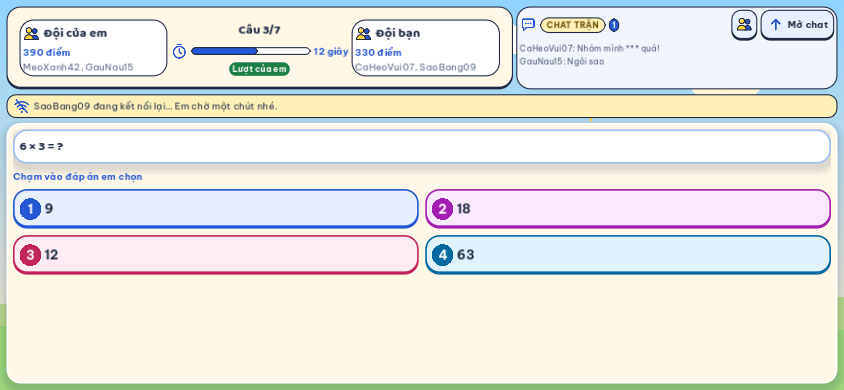 Đội của em
390 điểm
MeoXanh42, GauNau15
Câu 3/7
12 giây
Lượt của em
Đội bạn
330 điểm
CaHeoVui07, SaoBang09
CHAT TRẬN 1
Mở chat
CaHeoVui07: Nhóm mình *** quá!
GauNau15: Ngôi sao
SaoBang09 đang kết nối lại... Em chờ một chút nhé.
6 × 3 = ?
Chạm vào đáp án em chọn
1 9
2 18
3 12
4 63